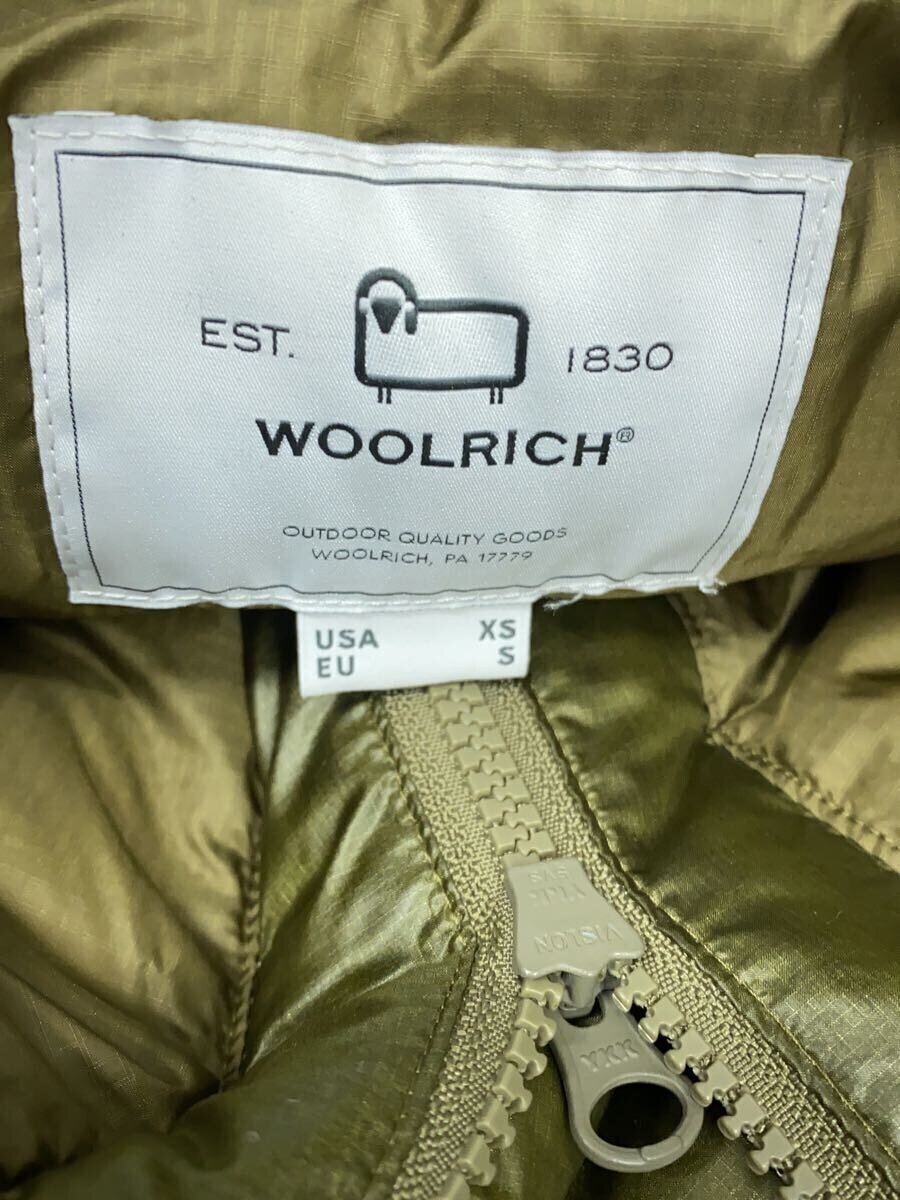 EST. 1830
WOOLRICH®
OUTDOOR QUALITY GOODS
WOOLRICH, PA 17779
USA XS
EU S
VISLON
YKK